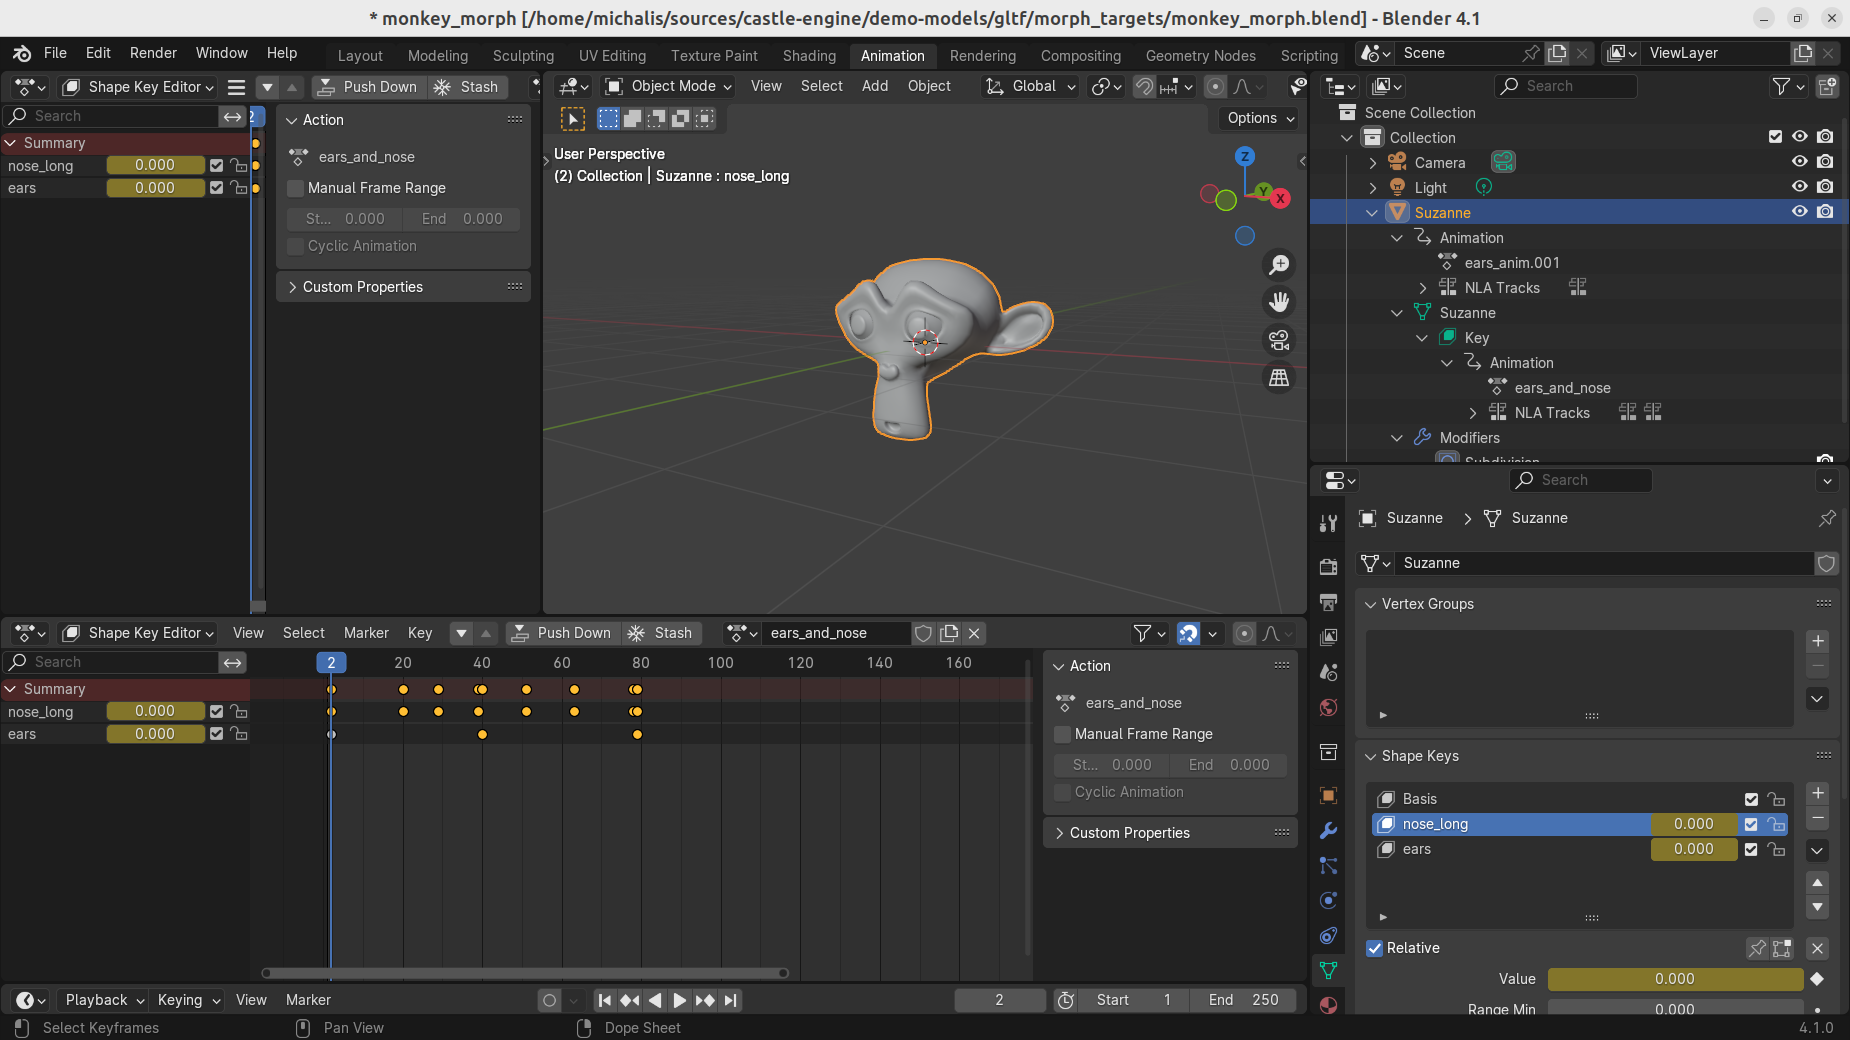 * monkey_morph [/home/michalis/sources/castle-engine/demo-models/gltf/morph_targets/monkey_morph.blend] - Blender 4.1
File Edit Render Window Help Layout Modeling Sculpting UV Editing Texture Paint Shading Animation Rendering Compositing Geometry Nodes Scripting Scene ViewLayer
Shape Key Editor Push Down Stash
Search 2
Summary
nose_long 0.000
ears 0.000
Action
ears_and_nose
Manual Frame Range
St... 0.000 End 0.000
Cyclic Animation
Custom Properties
Object Mode View Select Add Object Global
Options
User Perspective
(2) Collection | Suzanne : nose_long
Z
Y
X
Search
Scene Collection
Collection
Camera
Light
Suzanne
Animation
ears_anim.001
NLA Tracks
Suzanne
Key
Animation
ears_and_nose
NLA Tracks
Modifiers
Subdivision
Shape Key Editor View Select Marker Key Push Down Stash ears_and_nose
Search 2 20 40 60 80 100 120 140 160
Summary
nose_long 0.000
ears 0.000
Action
ears_and_nose
Manual Frame Range
St... 0.000 End 0.000
Cyclic Animation
Custom Properties
Search
Suzanne > Suzanne
Suzanne
Vertex Groups
Shape Keys
Basis
nose_long 0.000
ears 0.000
Relative
Value 0.000
Range Min 0.000
Playback Keying View Marker 2 Start 1 End 250
Select Keyframes Pan View Dope Sheet 4.1.0